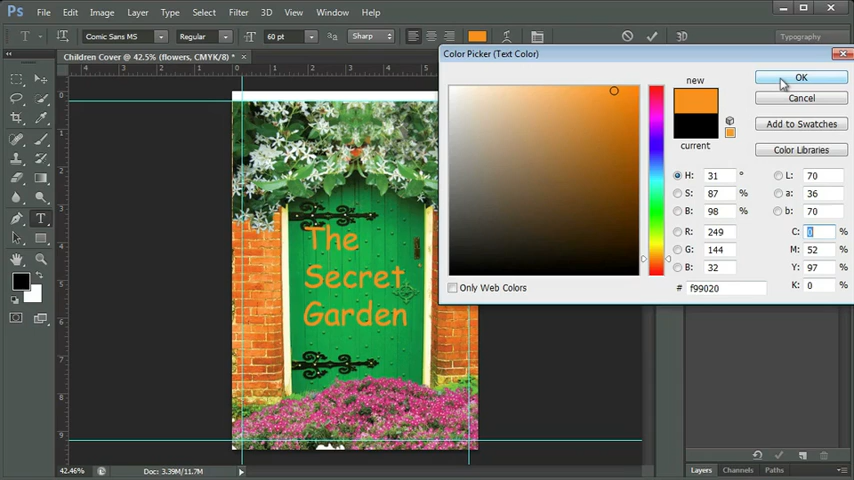 Ps File Edit Image Layer Type Select Filter 3D View Window Help
T Comic Sans MS Regular 60 pt Sharp 3D Typography
Children Cover @ 42.5% (flowers, CMYK/8) *
Color Picker (Text Color)
new
current
OK
Cancel
Add to Swatches
Color Libraries
H: 31 ° L: 70
S: 87 % a: 36
B: 98 % b: 70
R: 249 C: 0 %
G: 144 M: 52 %
B: 32 Y: 97 %
# f99020 K: 0 %
Only Web Colors
The
Secret
Garden
42.46% Doc: 3.39M/11.7M
Layers Channels Paths